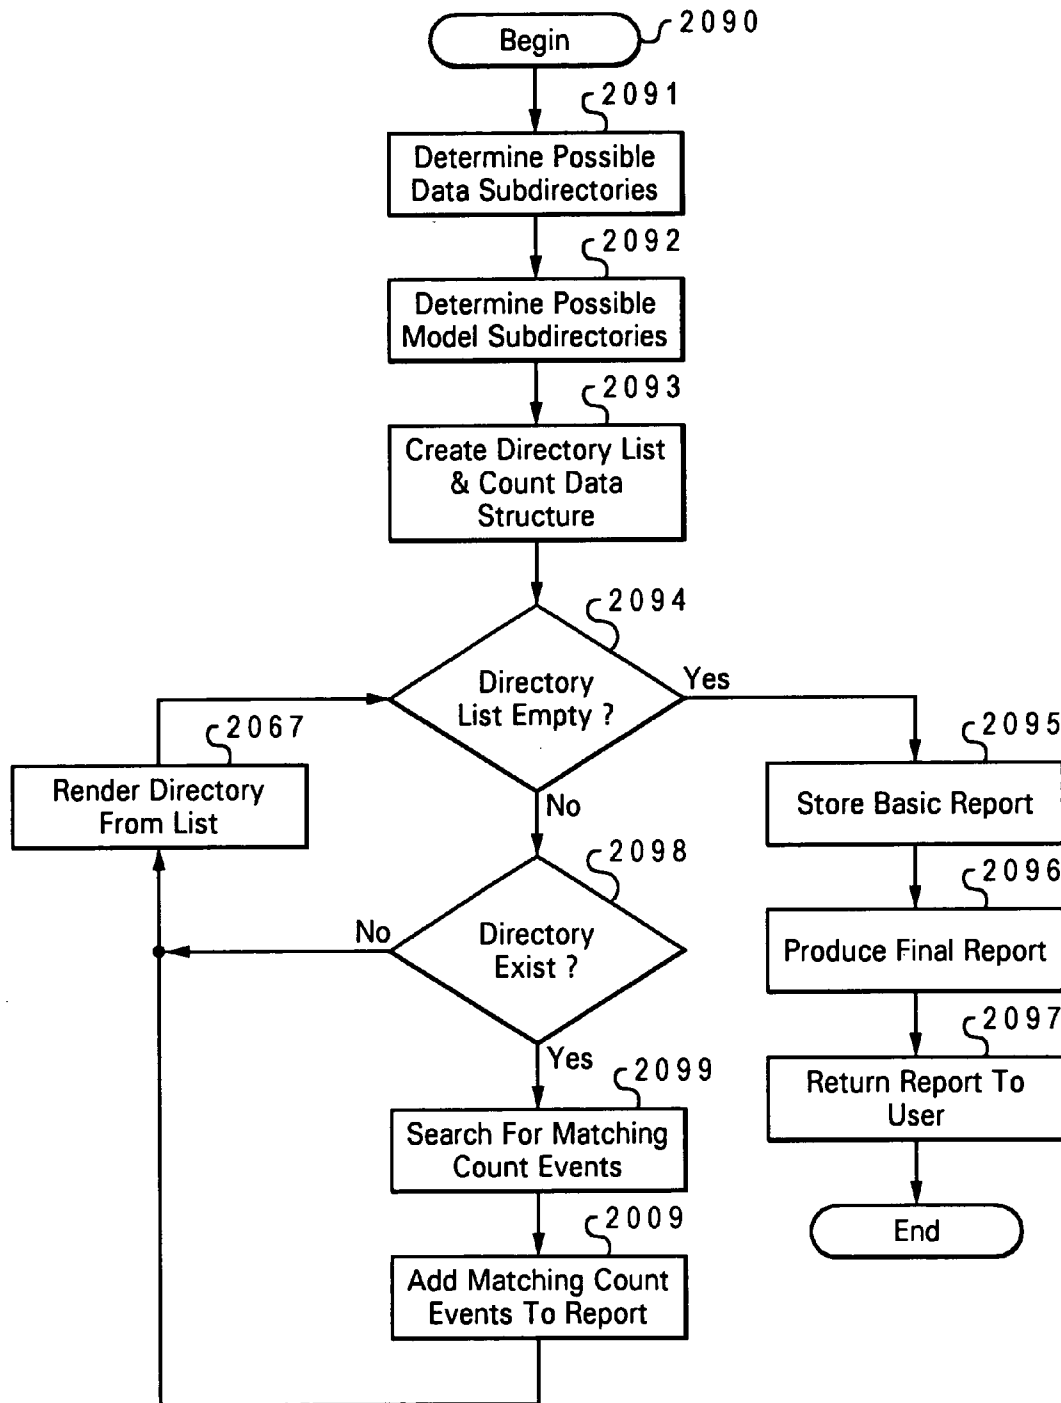 Begin
2090
2091
Determine Possible
Data Subdirectories
2092
Determine Possible
Model Subdirectories
2093
Create Directory List
& Count Data
Structure
2094
Directory
List Empty ?
Yes
No
2067
Render Directory
From List
2095
Store Basic Report
2098
Directory
Exist ?
No
Yes
2096
Produce Final Report
2097
Return Report To
User
2099
Search For Matching
Count Events
End
2009
Add Matching Count
Events To Report